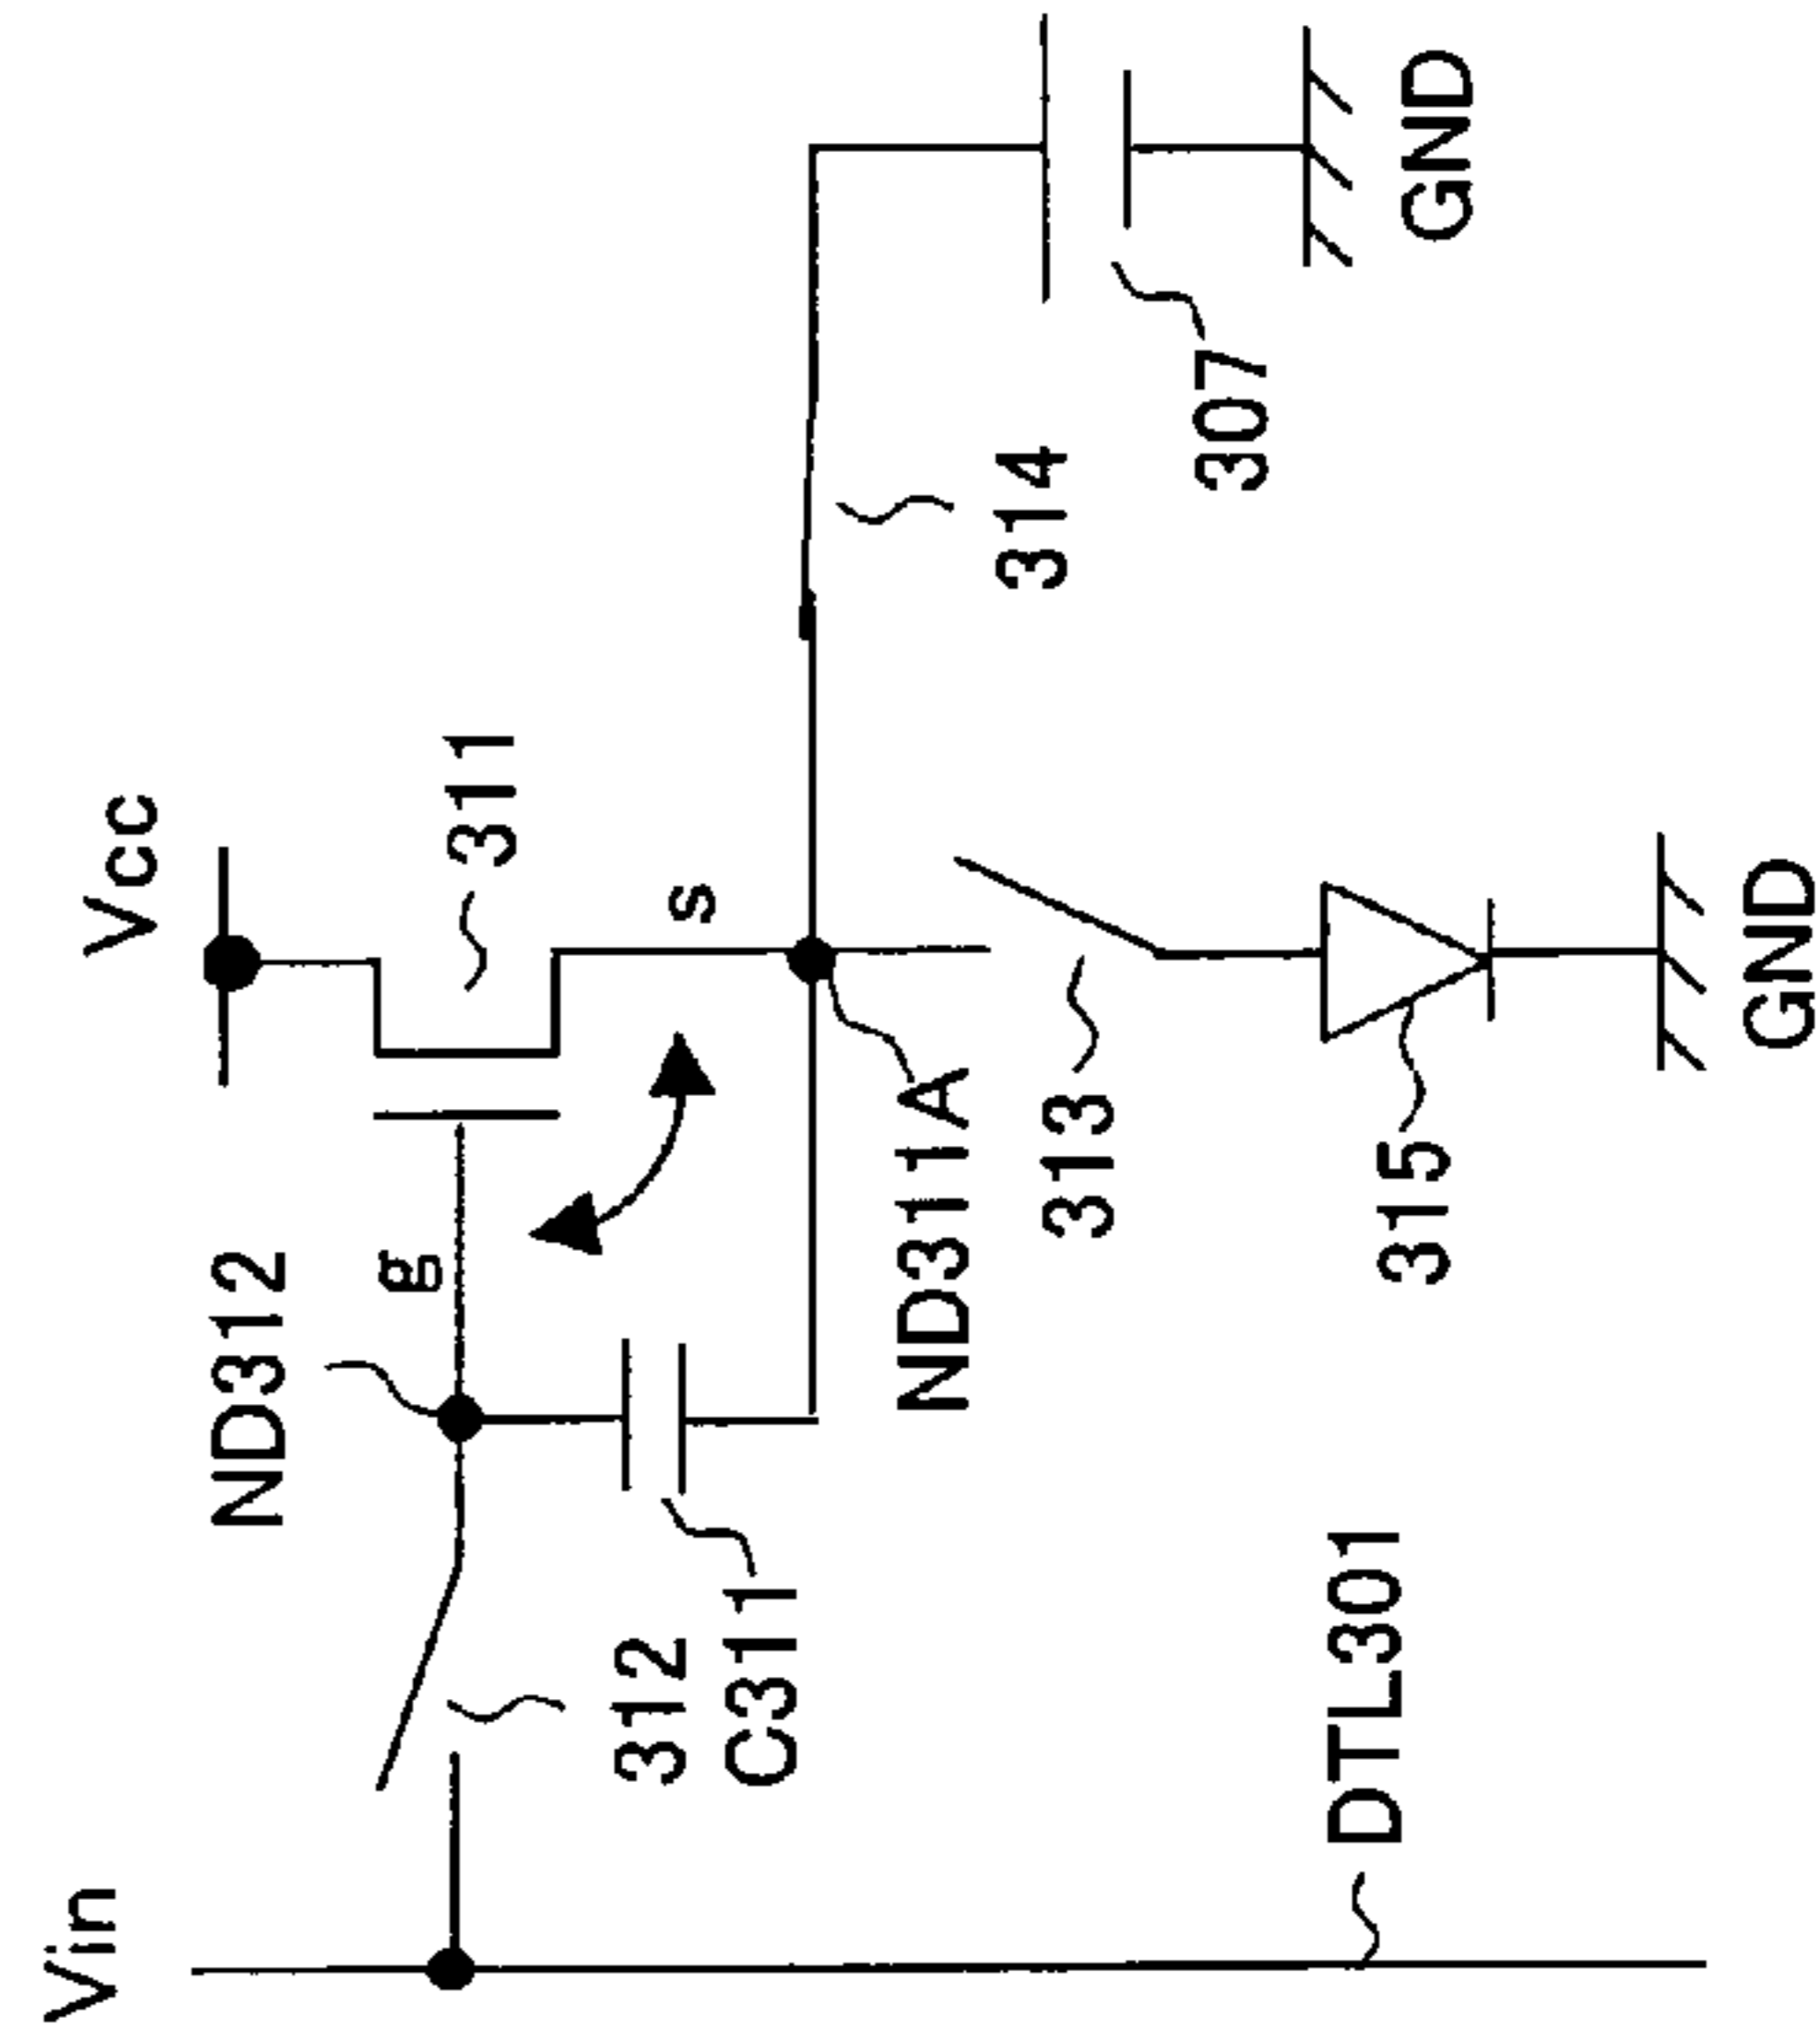 Vin
Vcc
ND312
g
311
s
312
C311
ND311A
314
313
307
DTL301
315
GND
GND